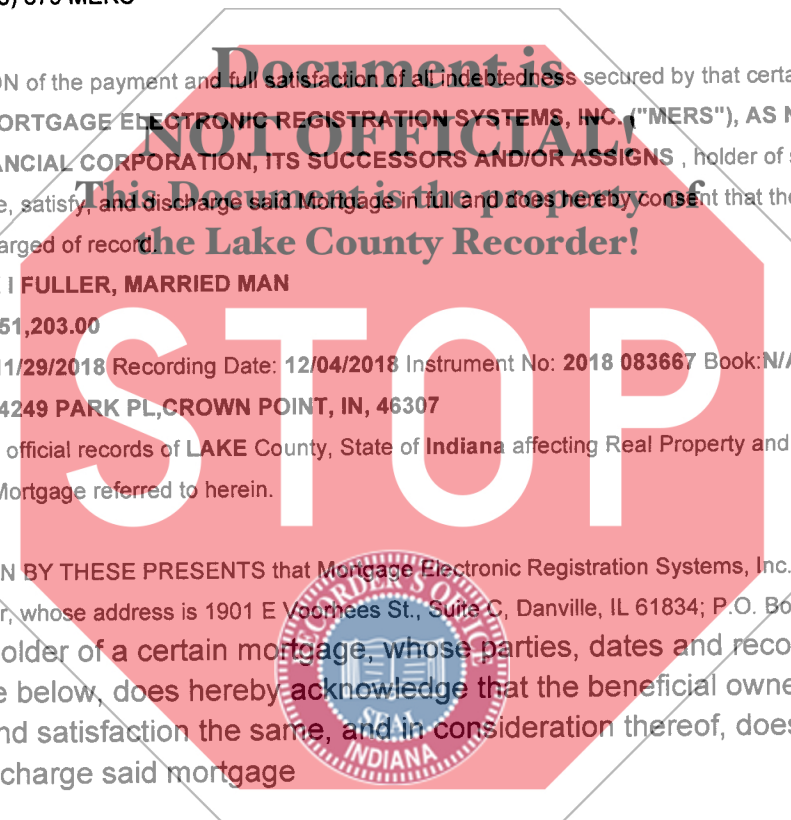 MERS
Document is
ON of the payment and full satisfaction of all indebtedness secured by that certa
NOT OFFICIAL!
MORTGAGE ELECTRONIC REGISTRATION SYSTEMS, INC. ("MERS"), AS N
NANCIAL CORPORATION, ITS SUCCESSORS AND/OR ASSIGNS , holder of s
This Document is the property of
e, satisfy, and discharge said Mortgage in full and does hereby consent that the
the Lake County Recorder!
arged of record.
I FULLER, MARRIED MAN
51,203.00
11/29/2018 Recording Date: 12/04/2018 Instrument No: 2018 083667 Book:N/A
4249 PARK PL,CROWN POINT, IN, 46307
official records of LAKE County, State of Indiana affecting Real Property and
STOP
Mortgage referred to herein.
N BY THESE PRESENTS that Mortgage Electronic Registration Systems, Inc.
r, whose address is 1901 E Voorhees St., Suite C, Danville, IL 61834; P.O. Bo
older of a certain mortgage, whose parties, dates and reco
e below, does hereby acknowledge that the beneficial owne
nd satisfaction the same, and in consideration thereof, does
charge said mortgage
RECORDER'S OFFICE
SEAL
INDIANA